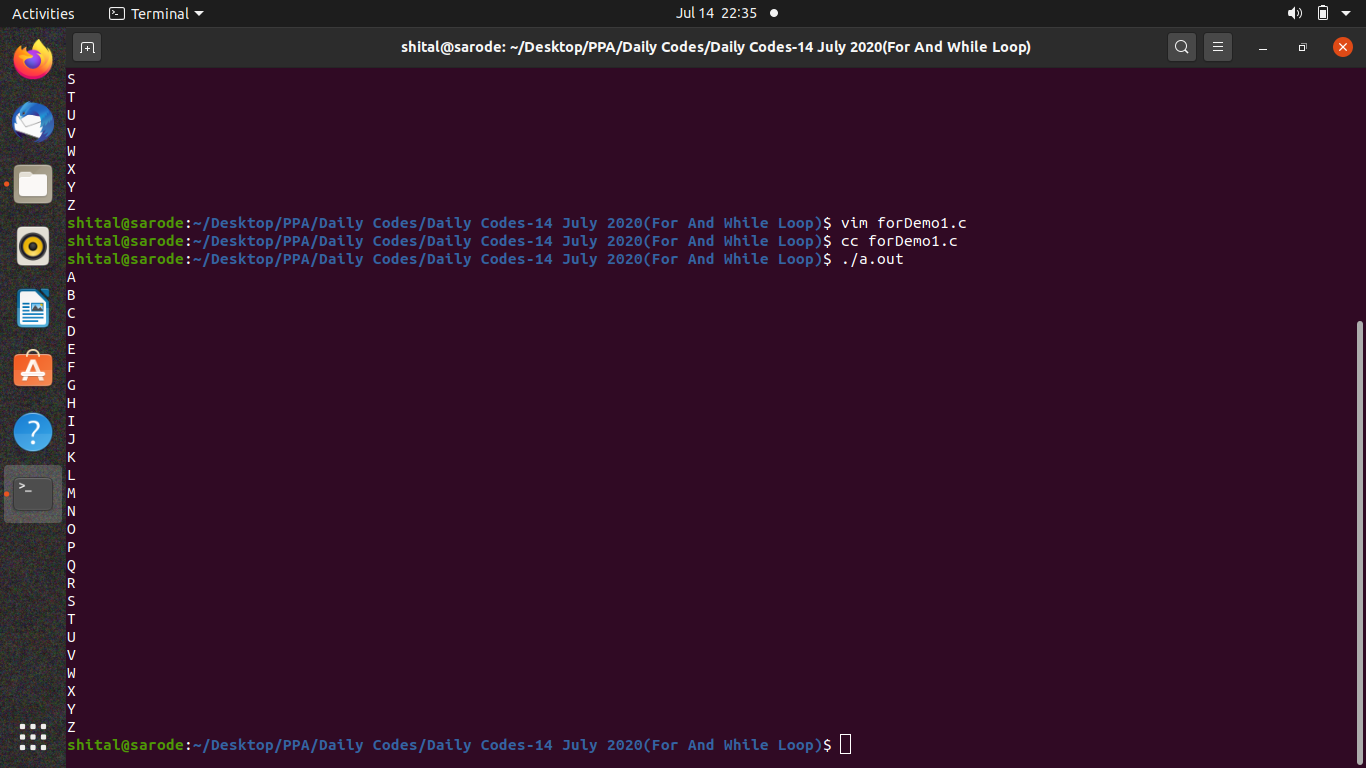 Activities Terminal Jul 14 22:35
shital@sarode: ~/Desktop/PPA/Daily Codes/Daily Codes-14 July 2020(For And While Loop)
S
T
U
V
W
X
Y
Z
shital@sarode:~/Desktop/PPA/Daily Codes/Daily Codes-14 July 2020(For And While Loop)$ vim forDemo1.c
shital@sarode:~/Desktop/PPA/Daily Codes/Daily Codes-14 July 2020(For And While Loop)$ cc forDemo1.c
shital@sarode:~/Desktop/PPA/Daily Codes/Daily Codes-14 July 2020(For And While Loop)$ ./a.out
A
B
C
D
E
F
G
H
I
J
K
L
M
N
O
P
Q
R
S
T
U
V
W
X
Y
Z
shital@sarode:~/Desktop/PPA/Daily Codes/Daily Codes-14 July 2020(For And While Loop)$